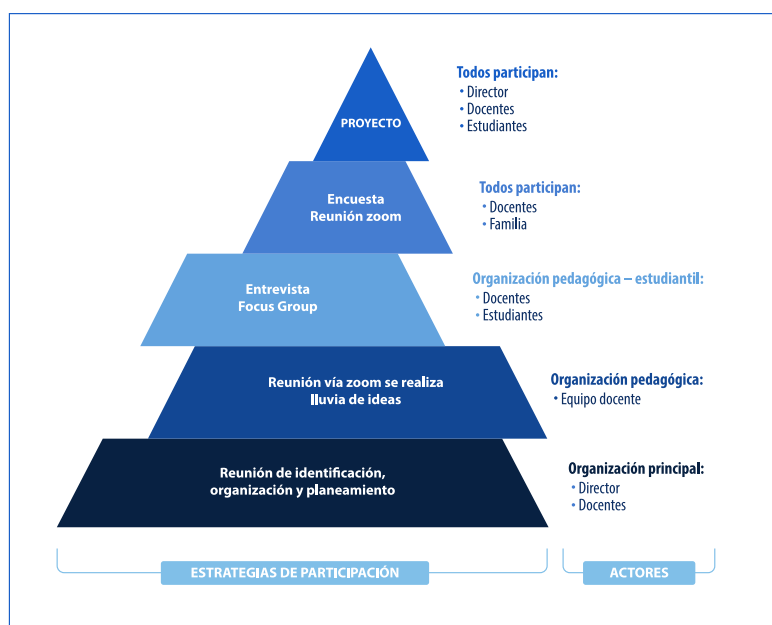 Todos participan:
• Director
• Docentes
• Estudiantes
PROYECTO
Todos participan:
• Docentes
• Familia
Encuesta
Reunión zoom
Organización pedagógica – estudiantil:
• Docentes
• Estudiantes
Entrevista
Focus Group
Organización pedagógica:
• Equipo docente
Reunión vía zoom se realiza
lluvia de ideas
Organización principal:
• Director
• Docentes
Reunión de identificación,
organización y planeamiento
ESTRATEGIAS DE PARTICIPACIÓN
ACTORES